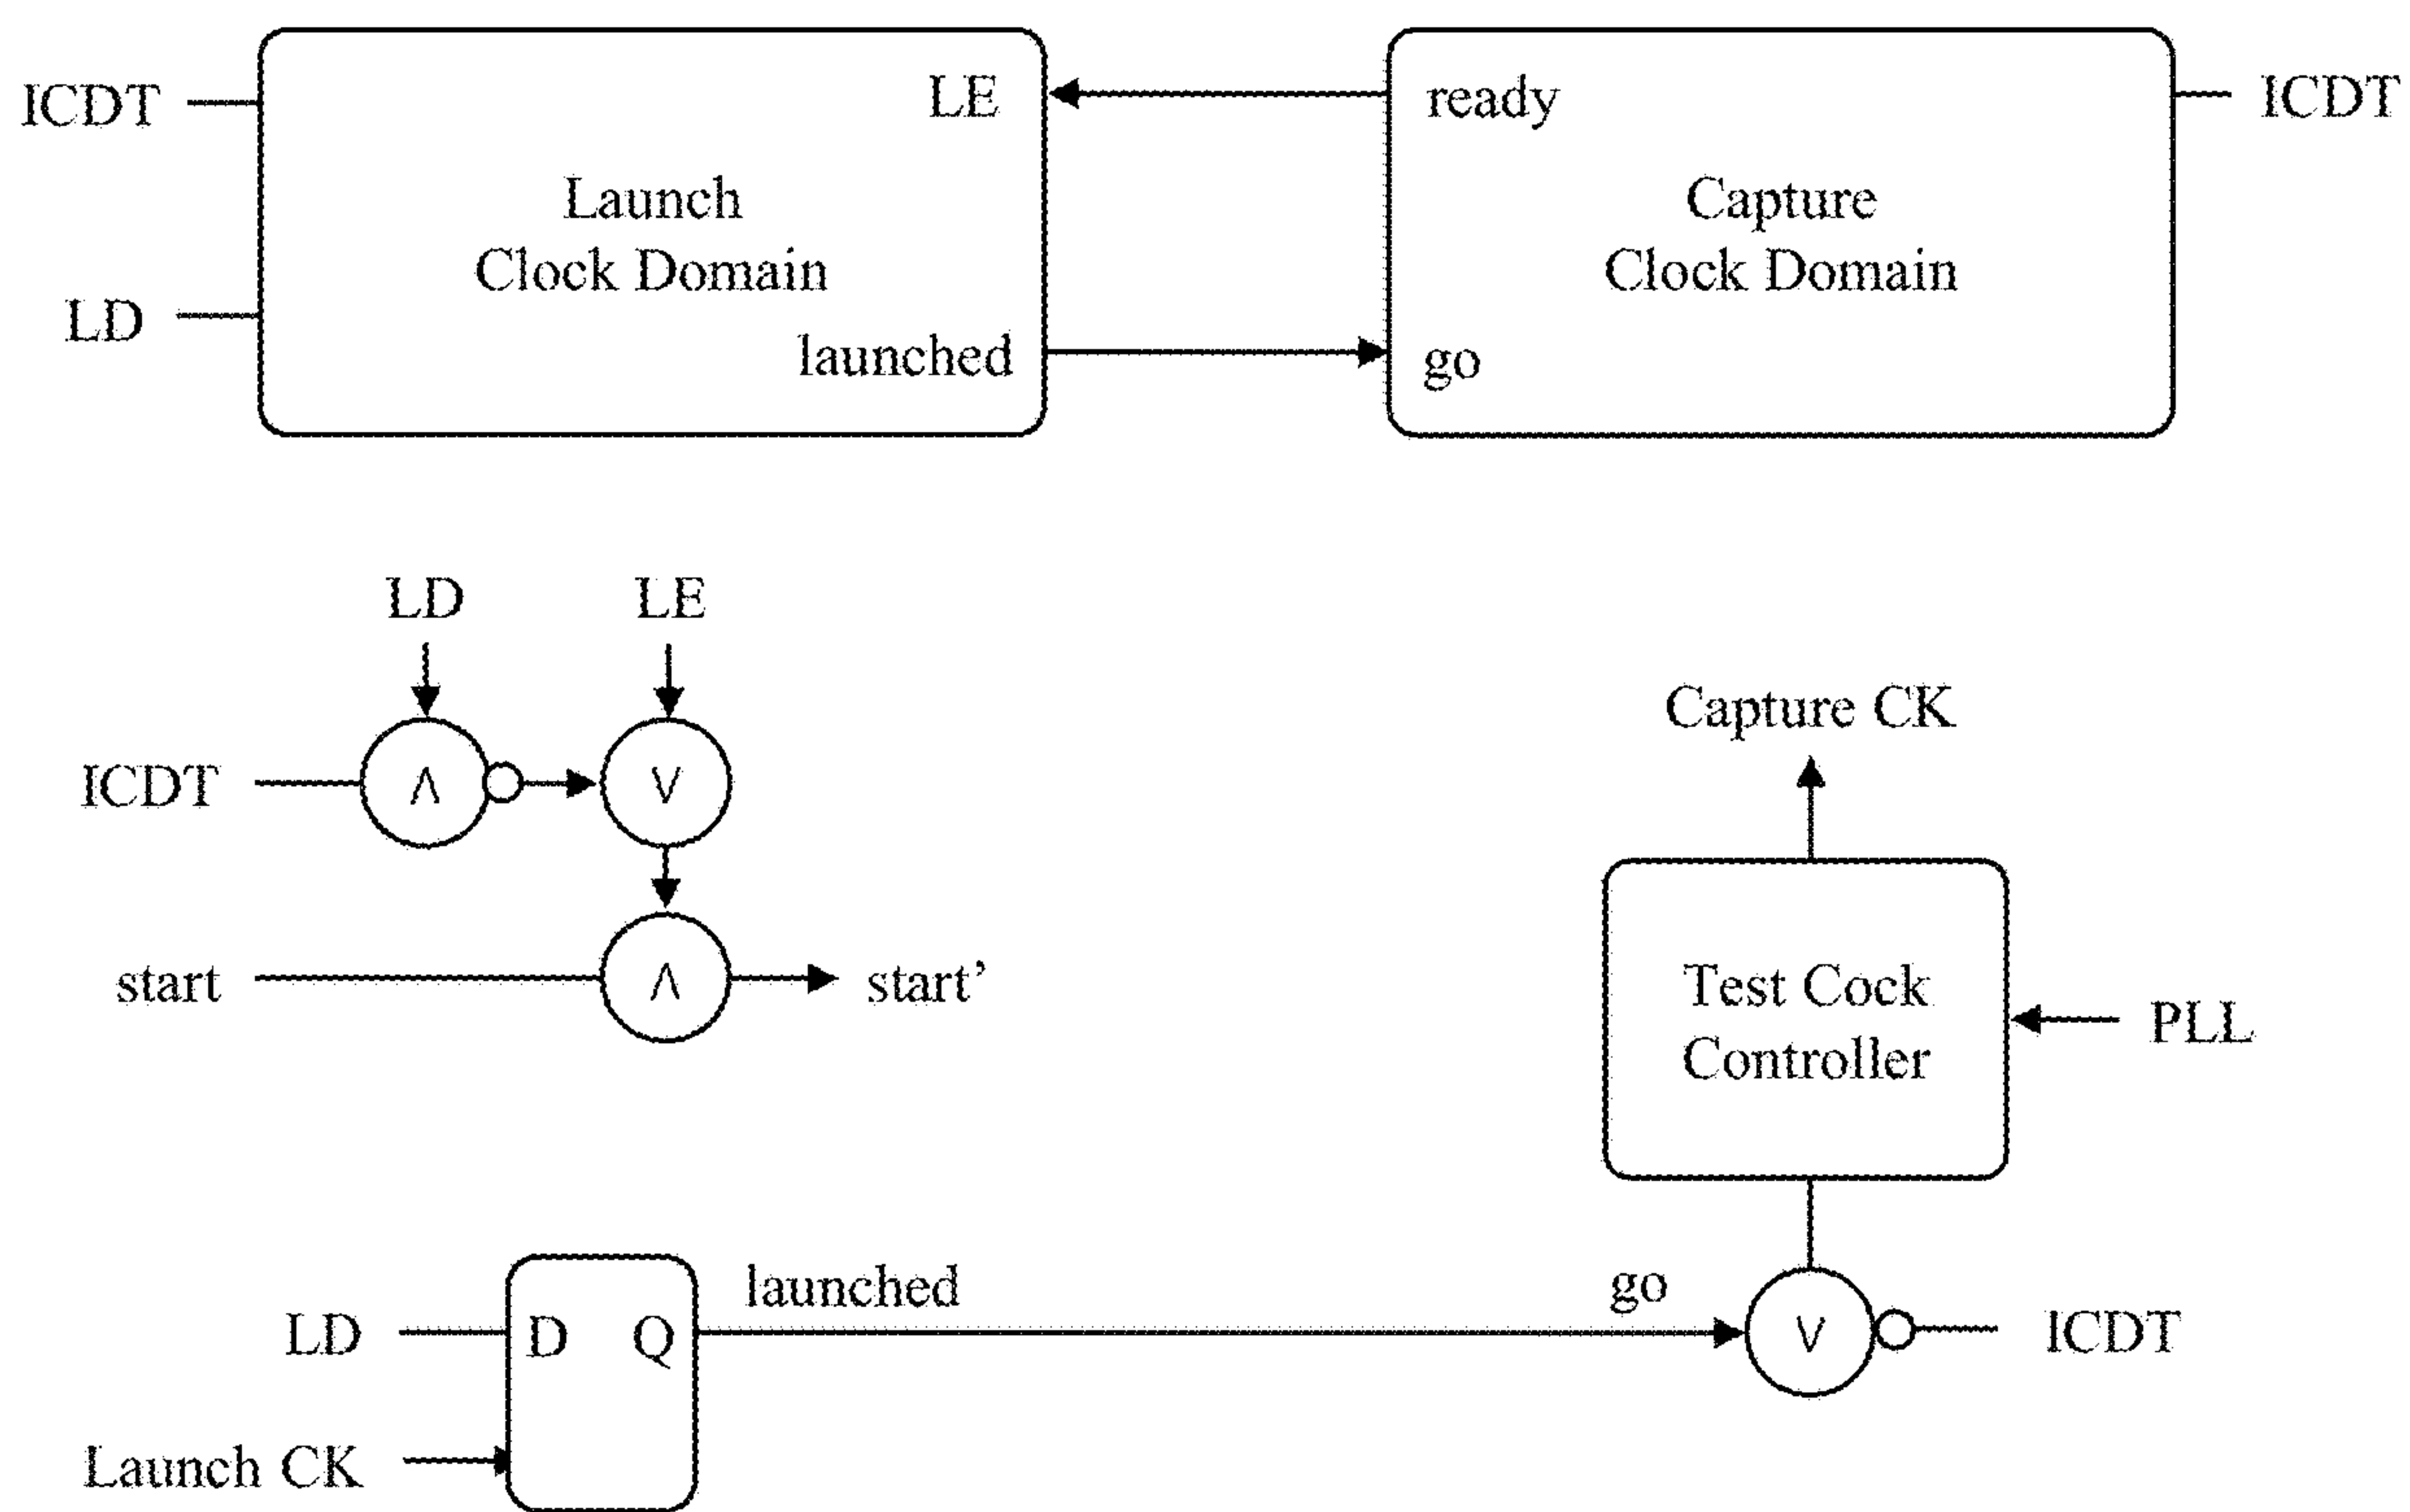 ICDT
LE
ready
ICDT
Launch
Clock Domain
Capture
Clock Domain
LD
launched
go
LD
LE
ICDT
Λ
V
Capture CK
start
Λ
start’
Test Cock
Controller
PLL
launched
go
LD
D
Q
V
ICDT
Launch CK